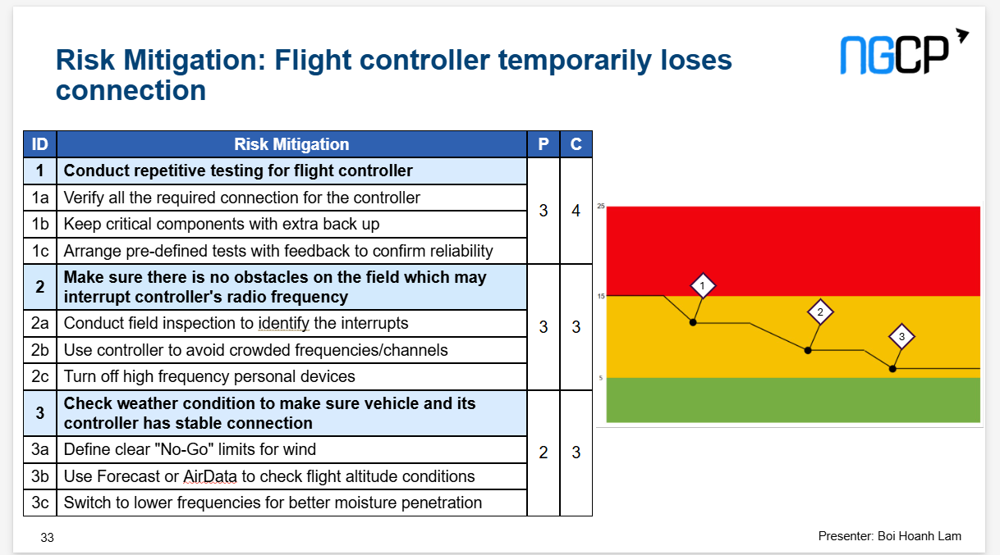 Risk Mitigation: Flight controller temporarily loses
connection
NGCP
ID Risk Mitigation P C
1 Conduct repetitive testing for flight controller
1a Verify all the required connection for the controller
1b Keep critical components with extra back up
1c Arrange pre-defined tests with feedback to confirm reliability
3 4
2 Make sure there is no obstacles on the field which may
interrupt controller's radio frequency
2a Conduct field inspection to identify the interrupts
2b Use controller to avoid crowded frequencies/channels
2c Turn off high frequency personal devices
3 3
3 Check weather condition to make sure vehicle and its
controller has stable connection
3a Define clear "No-Go" limits for wind
3b Use Forecast or AirData to check flight altitude conditions
3c Switch to lower frequencies for better moisture penetration
2 3
25
15
5
1
2
3
33
Presenter: Boi Hoanh Lam